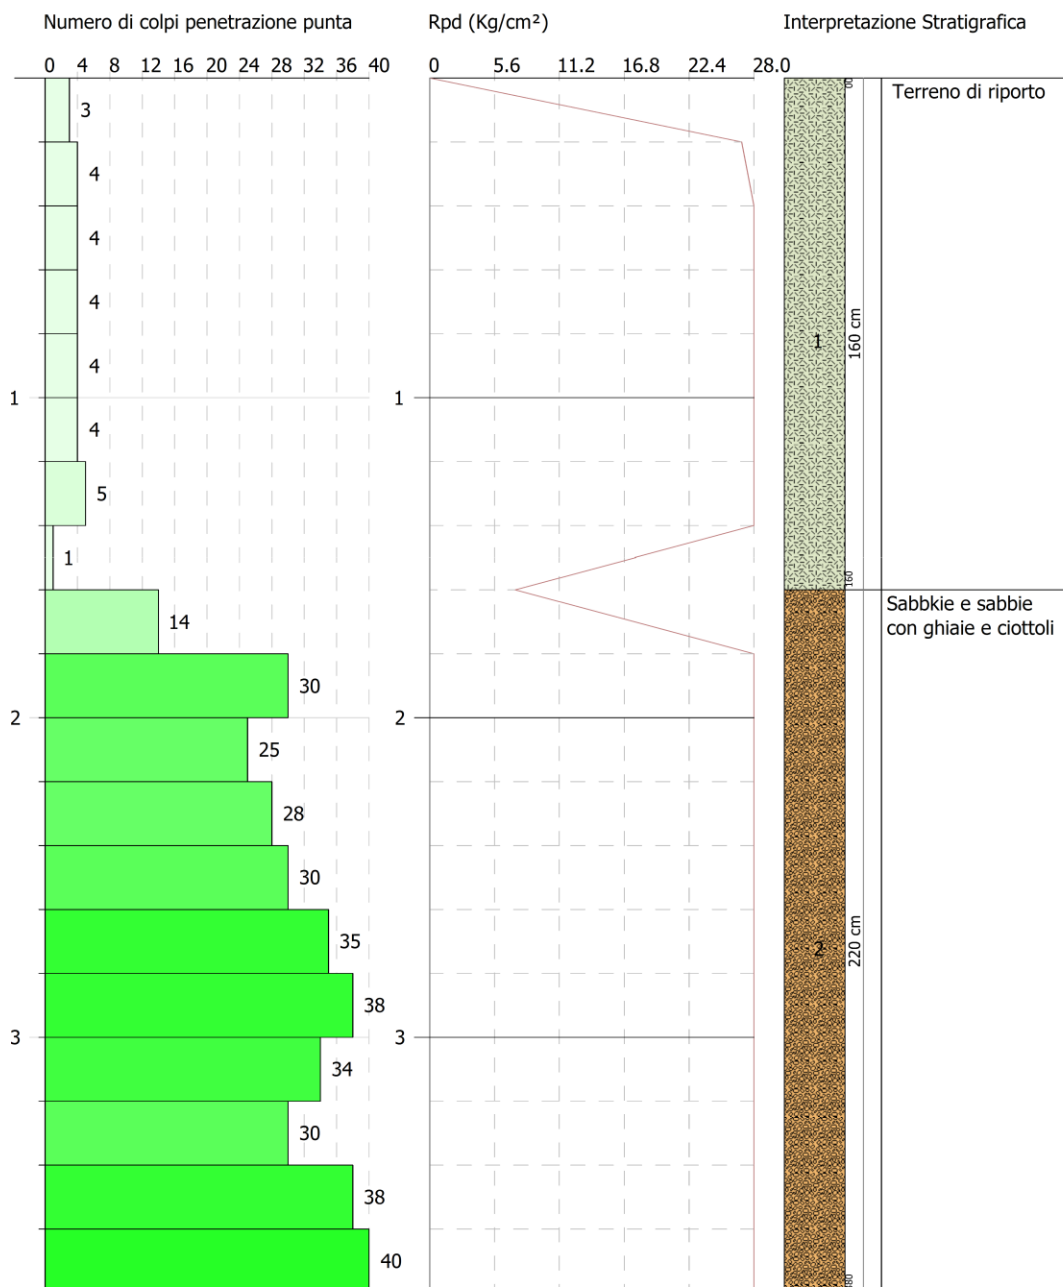 Numero di colpi penetrazione punta
Rpd (Kg/cm²)
Interpretazione Stratigrafica
0 4 8 12 16 20 24 28 32 36 40
0 5.6 11.2 16.8 22.4 28.0
00
Terreno di riporto
3
4
4
4
4
1
1
1
160 cm
4
5
1
160
Sabbkie e sabbie
con ghiaie e ciottoli
14
30
2
2
25
28
30
35
2
220 cm
38
3
3
34
30
38
40